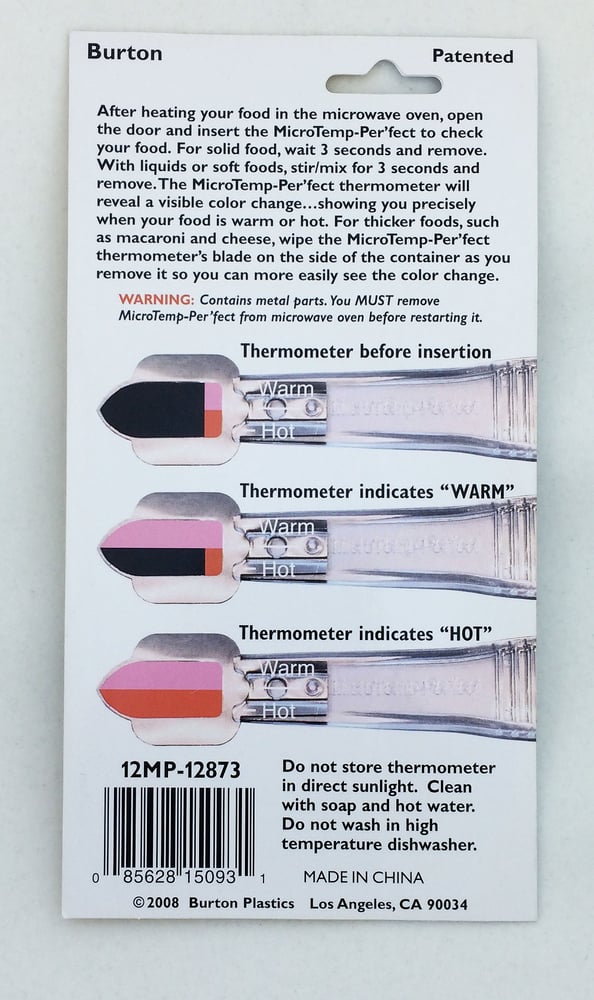 Burton Patented
After heating your food in the microwave oven, open
the door and insert the MicroTemp-Per'fect to check
your food. For solid food, wait 3 seconds and remove.
With liquids or soft foods, stir/mix for 3 seconds and
remove. The MicroTemp-Per'fect thermometer will
reveal a visible color change...showing you precisely
when your food is warm or hot. For thicker foods, such
as macaroni and cheese, wipe the MicroTemp-Per'fect
thermometer's blade on the side of the container as you
remove it so you can more easily see the color change.
WARNING: Contains metal parts. You MUST remove
MicroTemp-Per'fect from microwave oven before restarting it.
Thermometer before insertion
Warm
Hot
Thermometer indicates “WARM”
Warm
Hot
Thermometer indicates “HOT”
Warm
Hot
12MP-12873
0 85628 15093 1
Do not store thermometer
in direct sunlight. Clean
with soap and hot water.
Do not wash in high
temperature dishwasher.
MADE IN CHINA
©2008 Burton Plastics Los Angeles, CA 90034